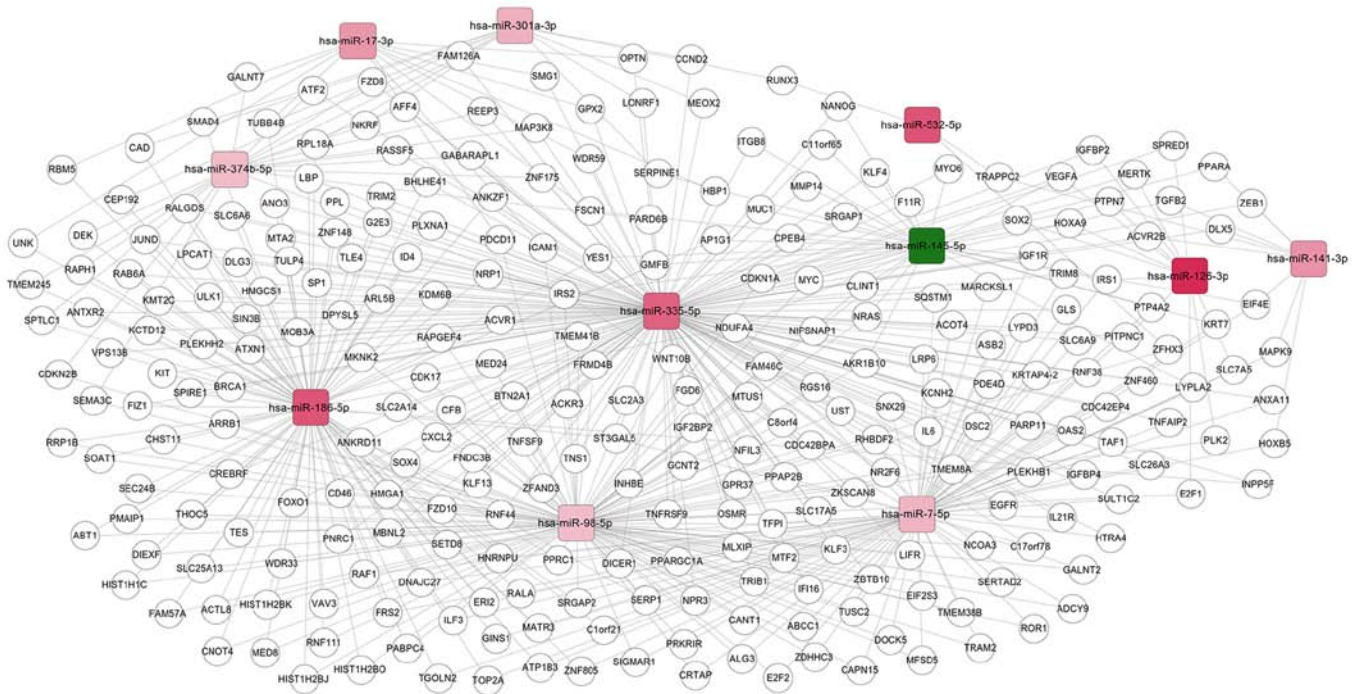 hsa-miR-301a-3p
hsa-miR-17-3p
FAM126A
OPTN
CCND2
GALNT7
FZD8
SMG1
RUNX3
ATF2
AFF4
REEP3
GPX2
LONRF1
MEOX2
NANOG
SMAD4
TUBB4B
NKRF
MAP3K8
hsa-miR-532-5p
CAD
RPL18A
RASSF5
GABARAPL1
WDR59
ITGB8
C11orf65
IGFBP2
SPRED1
RBM5
hsa-miR-374b-5p
LBP
ZNF175
SERPINE1
KLF4
MYO6
TRAPPC2
VEGFA
MERTK
PPARA
CEP192
BHLHE41
ANKZF1
HBP1
MMP14
RALGDS
SLC6A6
ANO3
PPL
TRIM2
FSCN1
MUC1
F11R
PTPN7
TGFB2
ZEB1
G2E3
PLXNA1
PARD6B
SRGAP1
SOX2
HOXA9
UNK
DEK
JUND
MTA2
ZNF148
PDCD11
ICAM1
AP1G1
CPEB4
hsa-miR-145-5p
ACVR2B
DLX5
LPCAT1
DLG3
TULP4
TLE4
ID4
YES1
GMFB
IGF1R
hsa-miR-141-3p
TMEM245
RAPH1
RAB6A
NRP1
CDKN1A
MYC
CLINT1
TRIM8
IRS1
hsa-miR-126-3p
ULK1
HMGCS1
SP1
ARL5B
KDM6B
IRS2
MARCKSL1
EIF4E
SPTLC1
ANTXR2
KMT2C
SIN3B
DPYSL5
hsa-miR-335-5p
SQSTM1
GLS
PTP4A2
KCTD12
MOB3A
ACVR1
NDUFA4
NIFSNAP1
NRAS
ACOT4
LYPD3
KRT7
VPS13B
PLEKHH2
ATXN1
RAPGEF4
TMEM41B
ASB2
SLC6A9
PITPNC1
ZFHX3
MAPK9
CDKN2B
KIT
MKNK2
MED24
FRMD4B
WNT10B
FAM46C
AKR1B10
LRP6
KRTAP4-2
RNF38
SLC7A5
SEMA3C
SPIRE1
BRCA1
CDK17
FGD6
RGS16
KCNH2
PDE4D
ZNF460
LYPLA2
FIZ1
hsa-miR-186-5p
SLC2A14
CFB
BTN2A1
ACKR3
SLC2A3
MTUS1
UST
SNX29
CDC42EP4
ANXA11
ARRB1
IGF2BP2
C8orf4
DSC2
PARP11
TNFAIP2
RRP1B
CHST11
ANKRD11
CXCL2
TNFSF9
ST3GAL5
NFIL3
CDC42BPA
RHBDF2
IL6
OAS2
TAF1
PLK2
HOXB5
SOAT1
SOX4
FNDC3B
TNS1
CREBRF
KLF13
GCNT2
PPAP2B
NR2F6
TMEM8A
PLEKHB1
IGFBP4
SLC26A3
SEC24B
CD46
HMGA1
ZFAND3
INHBE
GPR37
ZKSCAN8
INPP5F
PMAIP1
THOC5
FOXO1
FZD10
RNF44
hsa-miR-98-5p
TNFRSF9
OSMR
SLC17A5
hsa-miR-7-5p
EGFR
SULT1C2
E2F1
ABT1
TES
PNRC1
MBNL2
TFPI
IL21R
HTRA4
DIEXF
SETD8
HNRNPU
PPRC1
DICER1
PPARGC1A
MLXIP
MTF2
KLF3
LIFR
NCOA3
C17orf78
SLC25A13
WDR33
RAF1
GALNT2
HIST1H1C
DNAJC27
TRIB1
IFI16
ZBTB10
SERTAD2
FAM57A
ACTL8
HIST1H2BK
VAV3
ERI2
RALA
SRGAP2
SERP1
NPR3
EIF2S3
ADCY9
FRS2
ILF3
CANT1
ABCC1
TUSC2
TMEM38B
ROR1
CNOT4
MED8
RNF111
PABPC4
GINS1
MATR3
C1orf21
PRKRIR
DOCK5
TRAM2
HIST1H2BJ
HIST1H2BO
TGOLN2
TOP2A
ATP1B3
ZNF805
SIGMAR1
CRTAP
ALG3
E2F2
ZDHHC3
CAPN15
MFSD5